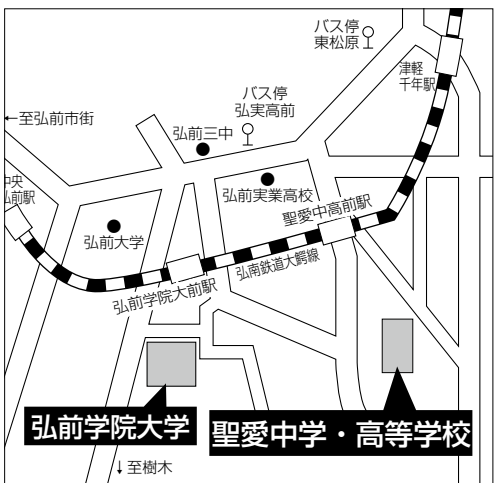 バス停
東松原
津軽
千年駅
バス停
弘実高前
←至弘前市街
弘前三中
中央
弘前駅
弘前実業高校
聖愛中高前駅
弘前大学
弘南鉄道大鰐線
弘前学院大前駅
弘前学院大学
聖愛中学・高等学校
↓至樹木